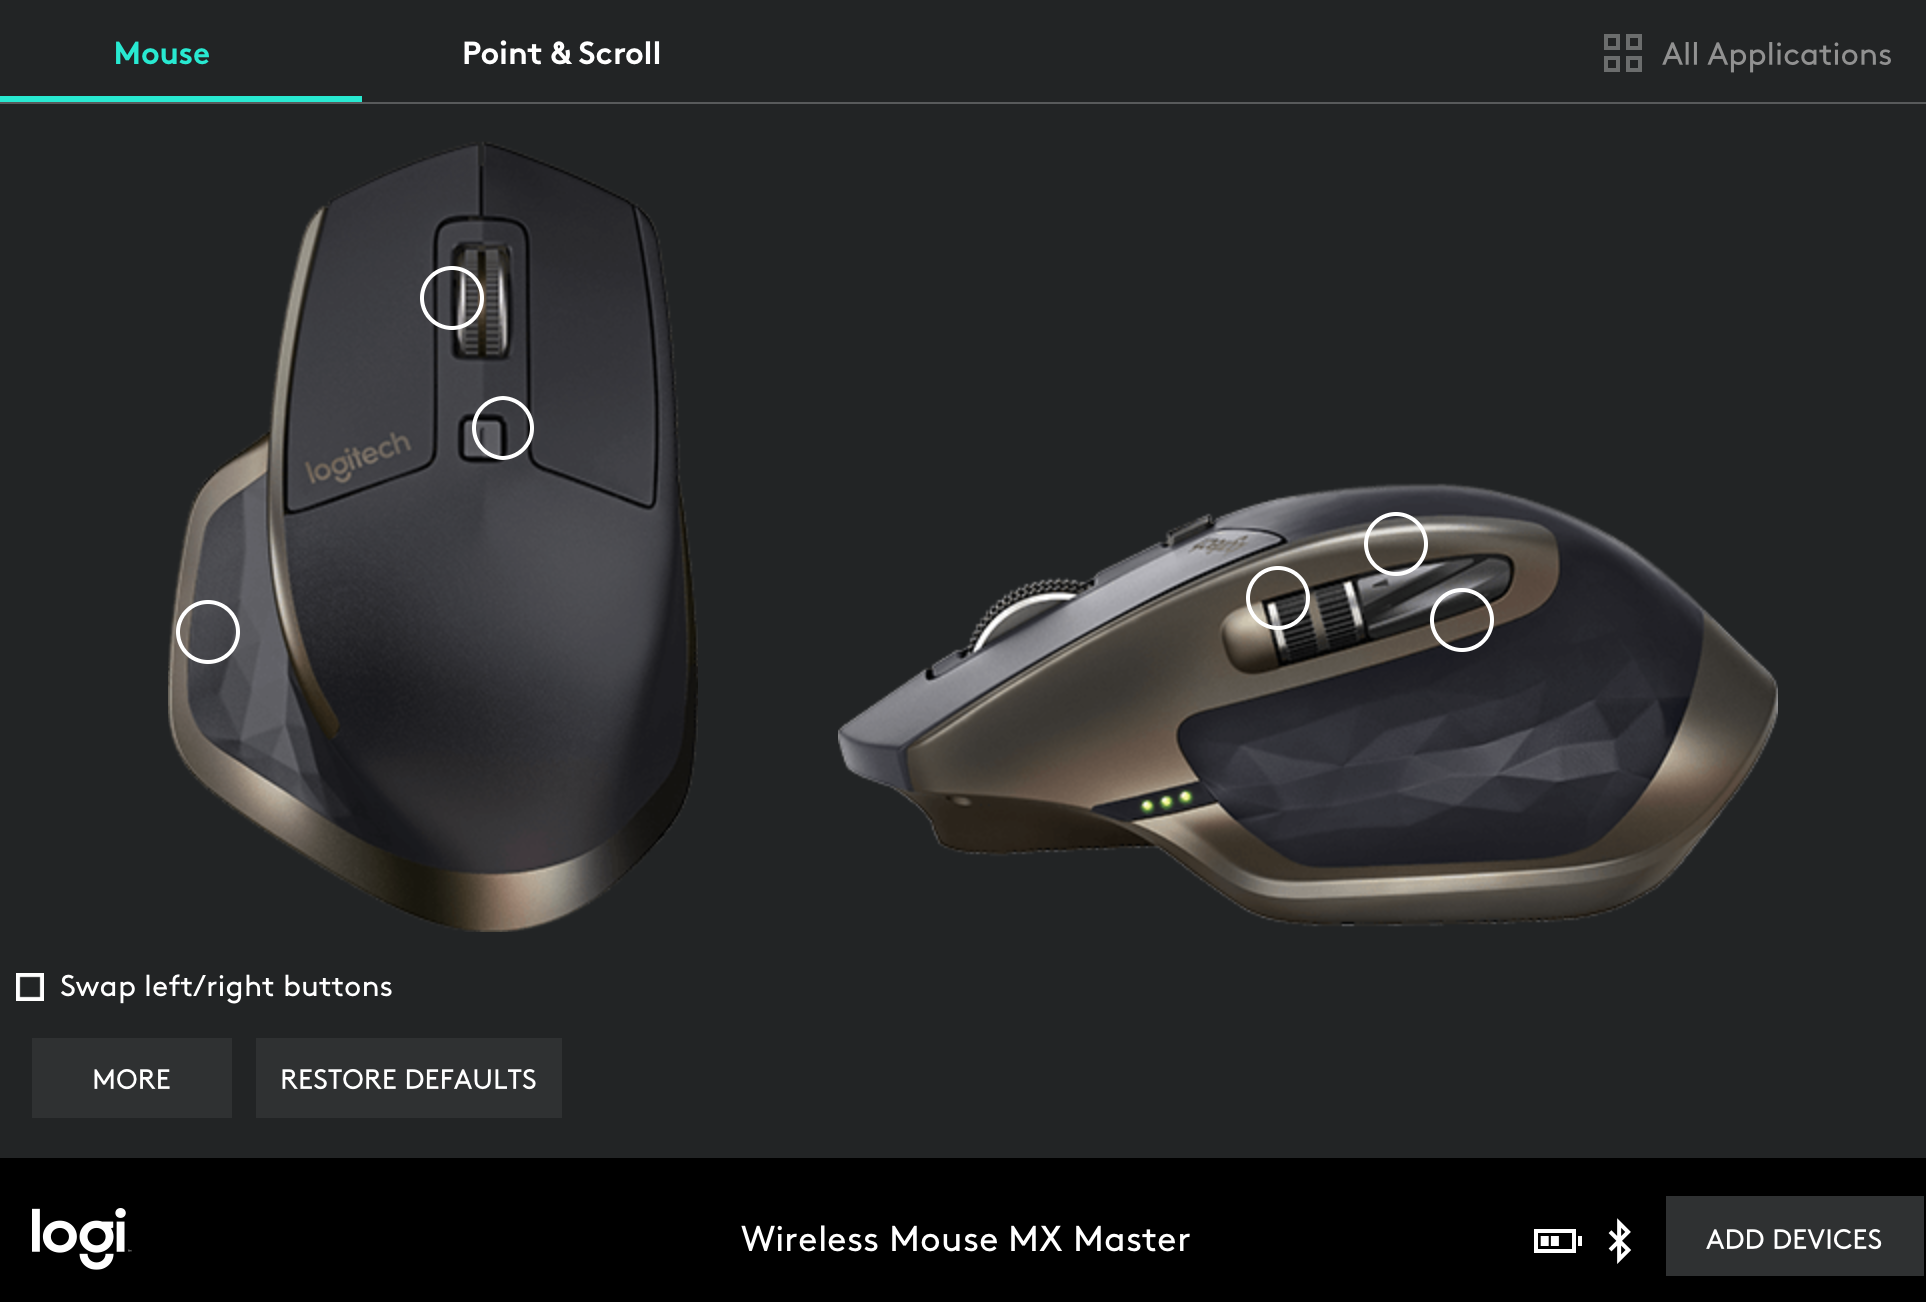 Mouse
Point & Scroll
All Applications
logitech
Swap left/right buttons
MORE
RESTORE DEFAULTS
logi
Wireless Mouse MX Master
ADD DEVICES